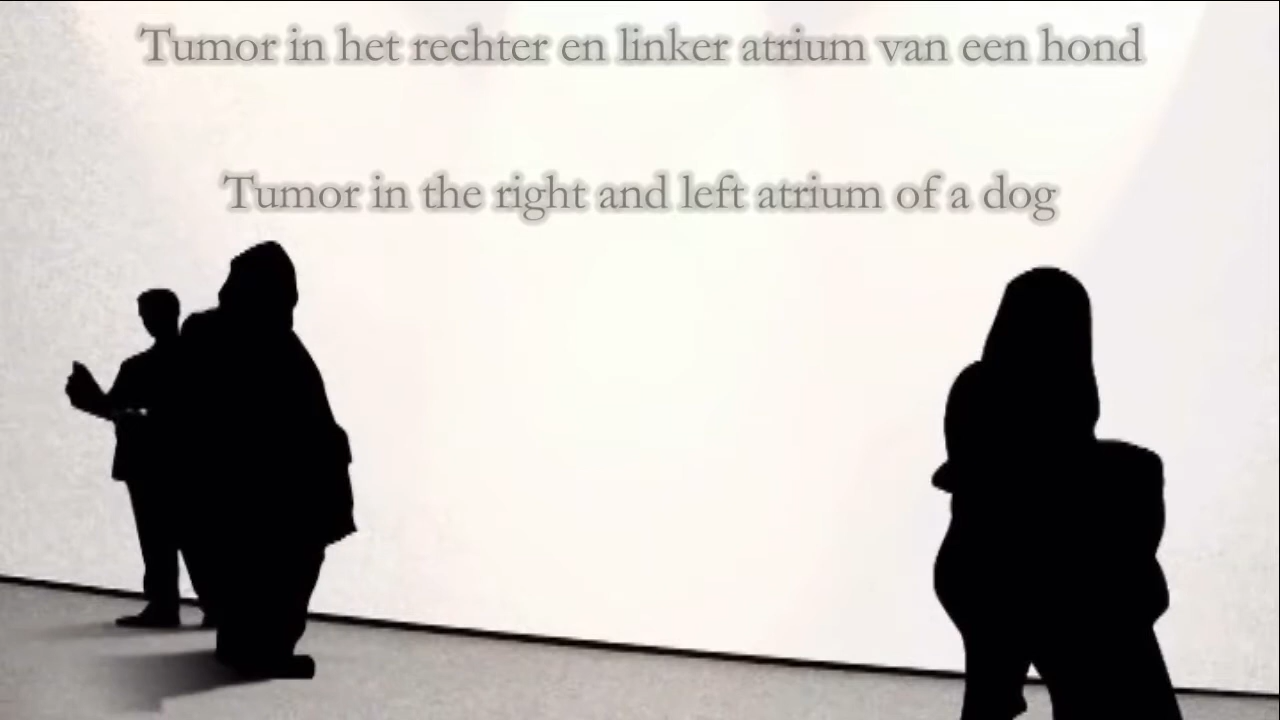 Tumor in het rechter en linker atrium van een hond
Tumor in the right and left atrium of a dog